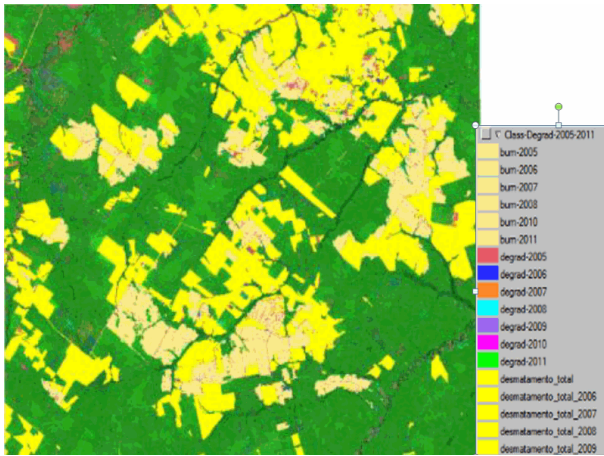 Class-Degrad-2005-2011
burn-2005
burn-2006
burn-2007
burn-2008
burn-2010
burn-2011
degrad-2005
degrad-2006
degrad-2007
degrad-2008
degrad-2009
degrad-2010
degrad-2011
desmatamento_total
desmatamento_total_2006
desmatamento_total_2007
desmatamento_total_2008
desmatamento_total_2009